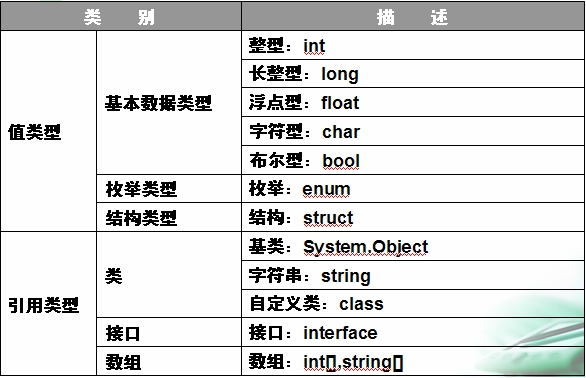 类 别 描 述
值类型 基本数据类型 整型：int
长整型：long
浮点型：float
字符型：char
布尔型：bool
枚举类型 枚举：enum
结构类型 结构：struct
引用类型 类 基类：System.Object
字符串：string
自定义类：class
接口 接口：interface
数组 数组：int[],string[]